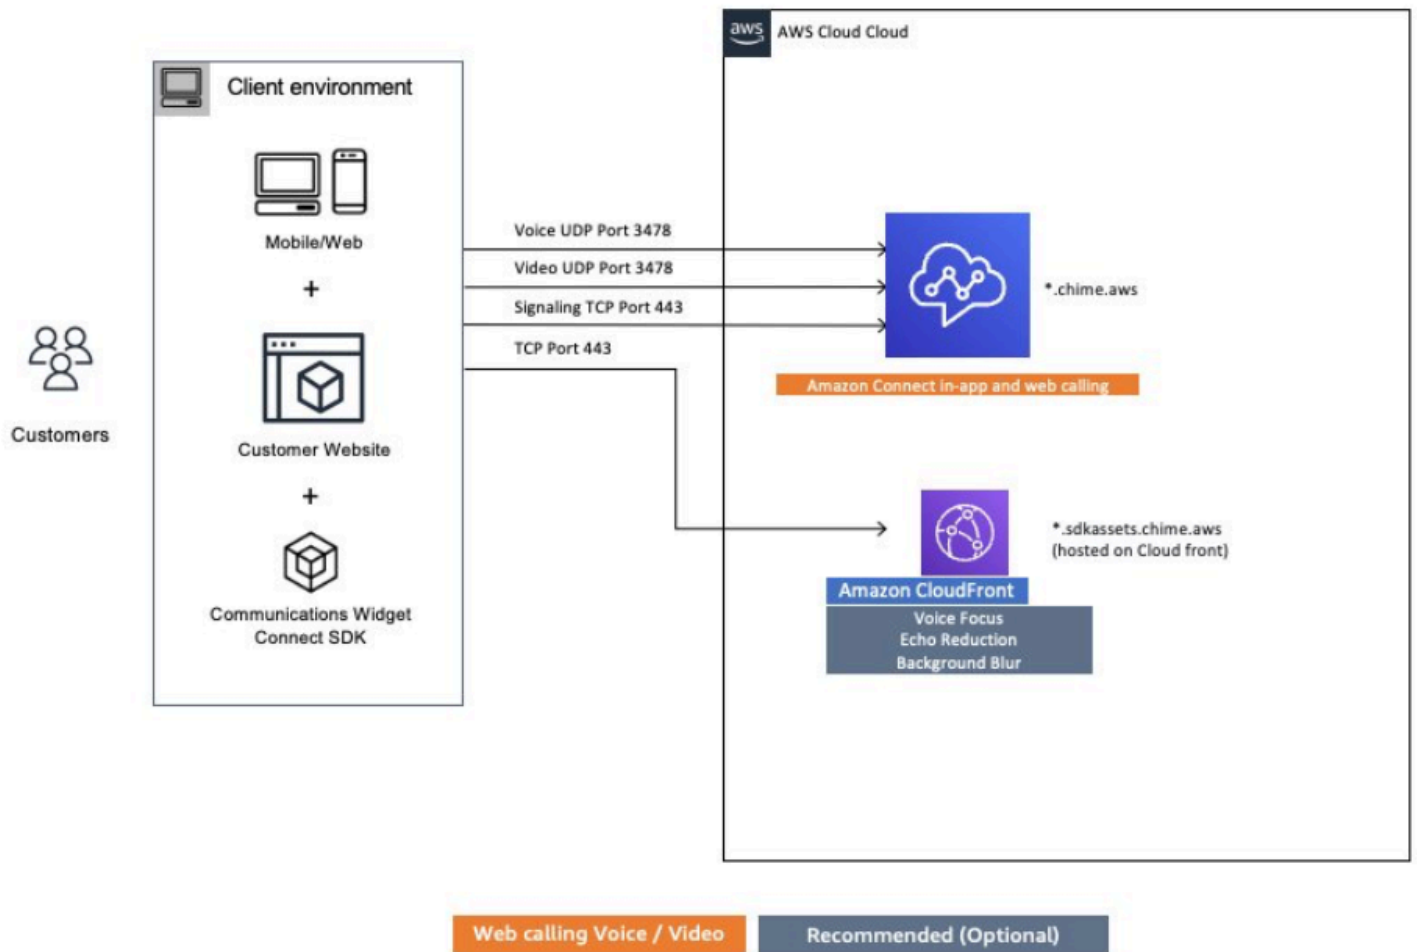 aws
AWS Cloud Cloud
Client environment
Mobile/Web
+
Customer Website
+
Communications Widget
Connect SDK
Customers
Voice UDP Port 3478
Video UDP Port 3478
Signaling TCP Port 443
TCP Port 443
*.chime.aws
Amazon Connect in-app and web calling
*.sdkassets.chime.aws
(hosted on Cloud front)
Amazon CloudFront
Voice Focus
Echo Reduction
Background Blur
Web calling Voice / Video
Recommended (Optional)